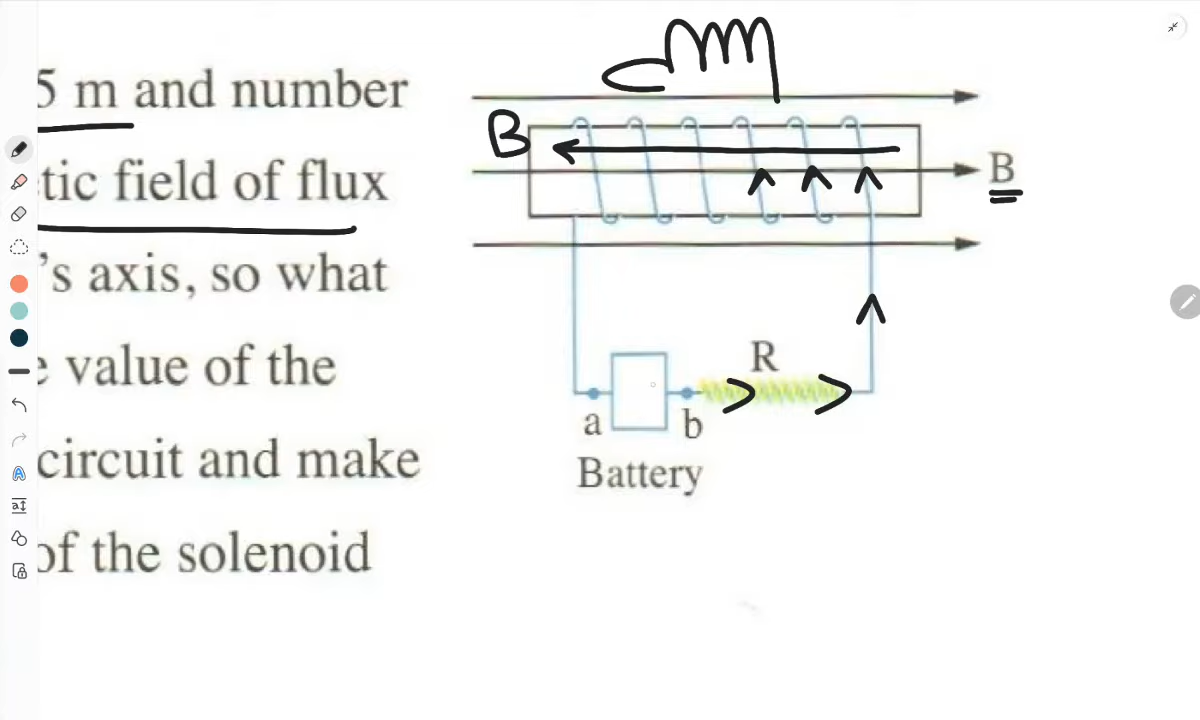 5 m and number
tic field of flux
's axis, so what
value of the
circuit and make
of the solenoid
B
B
R
a
b
Battery